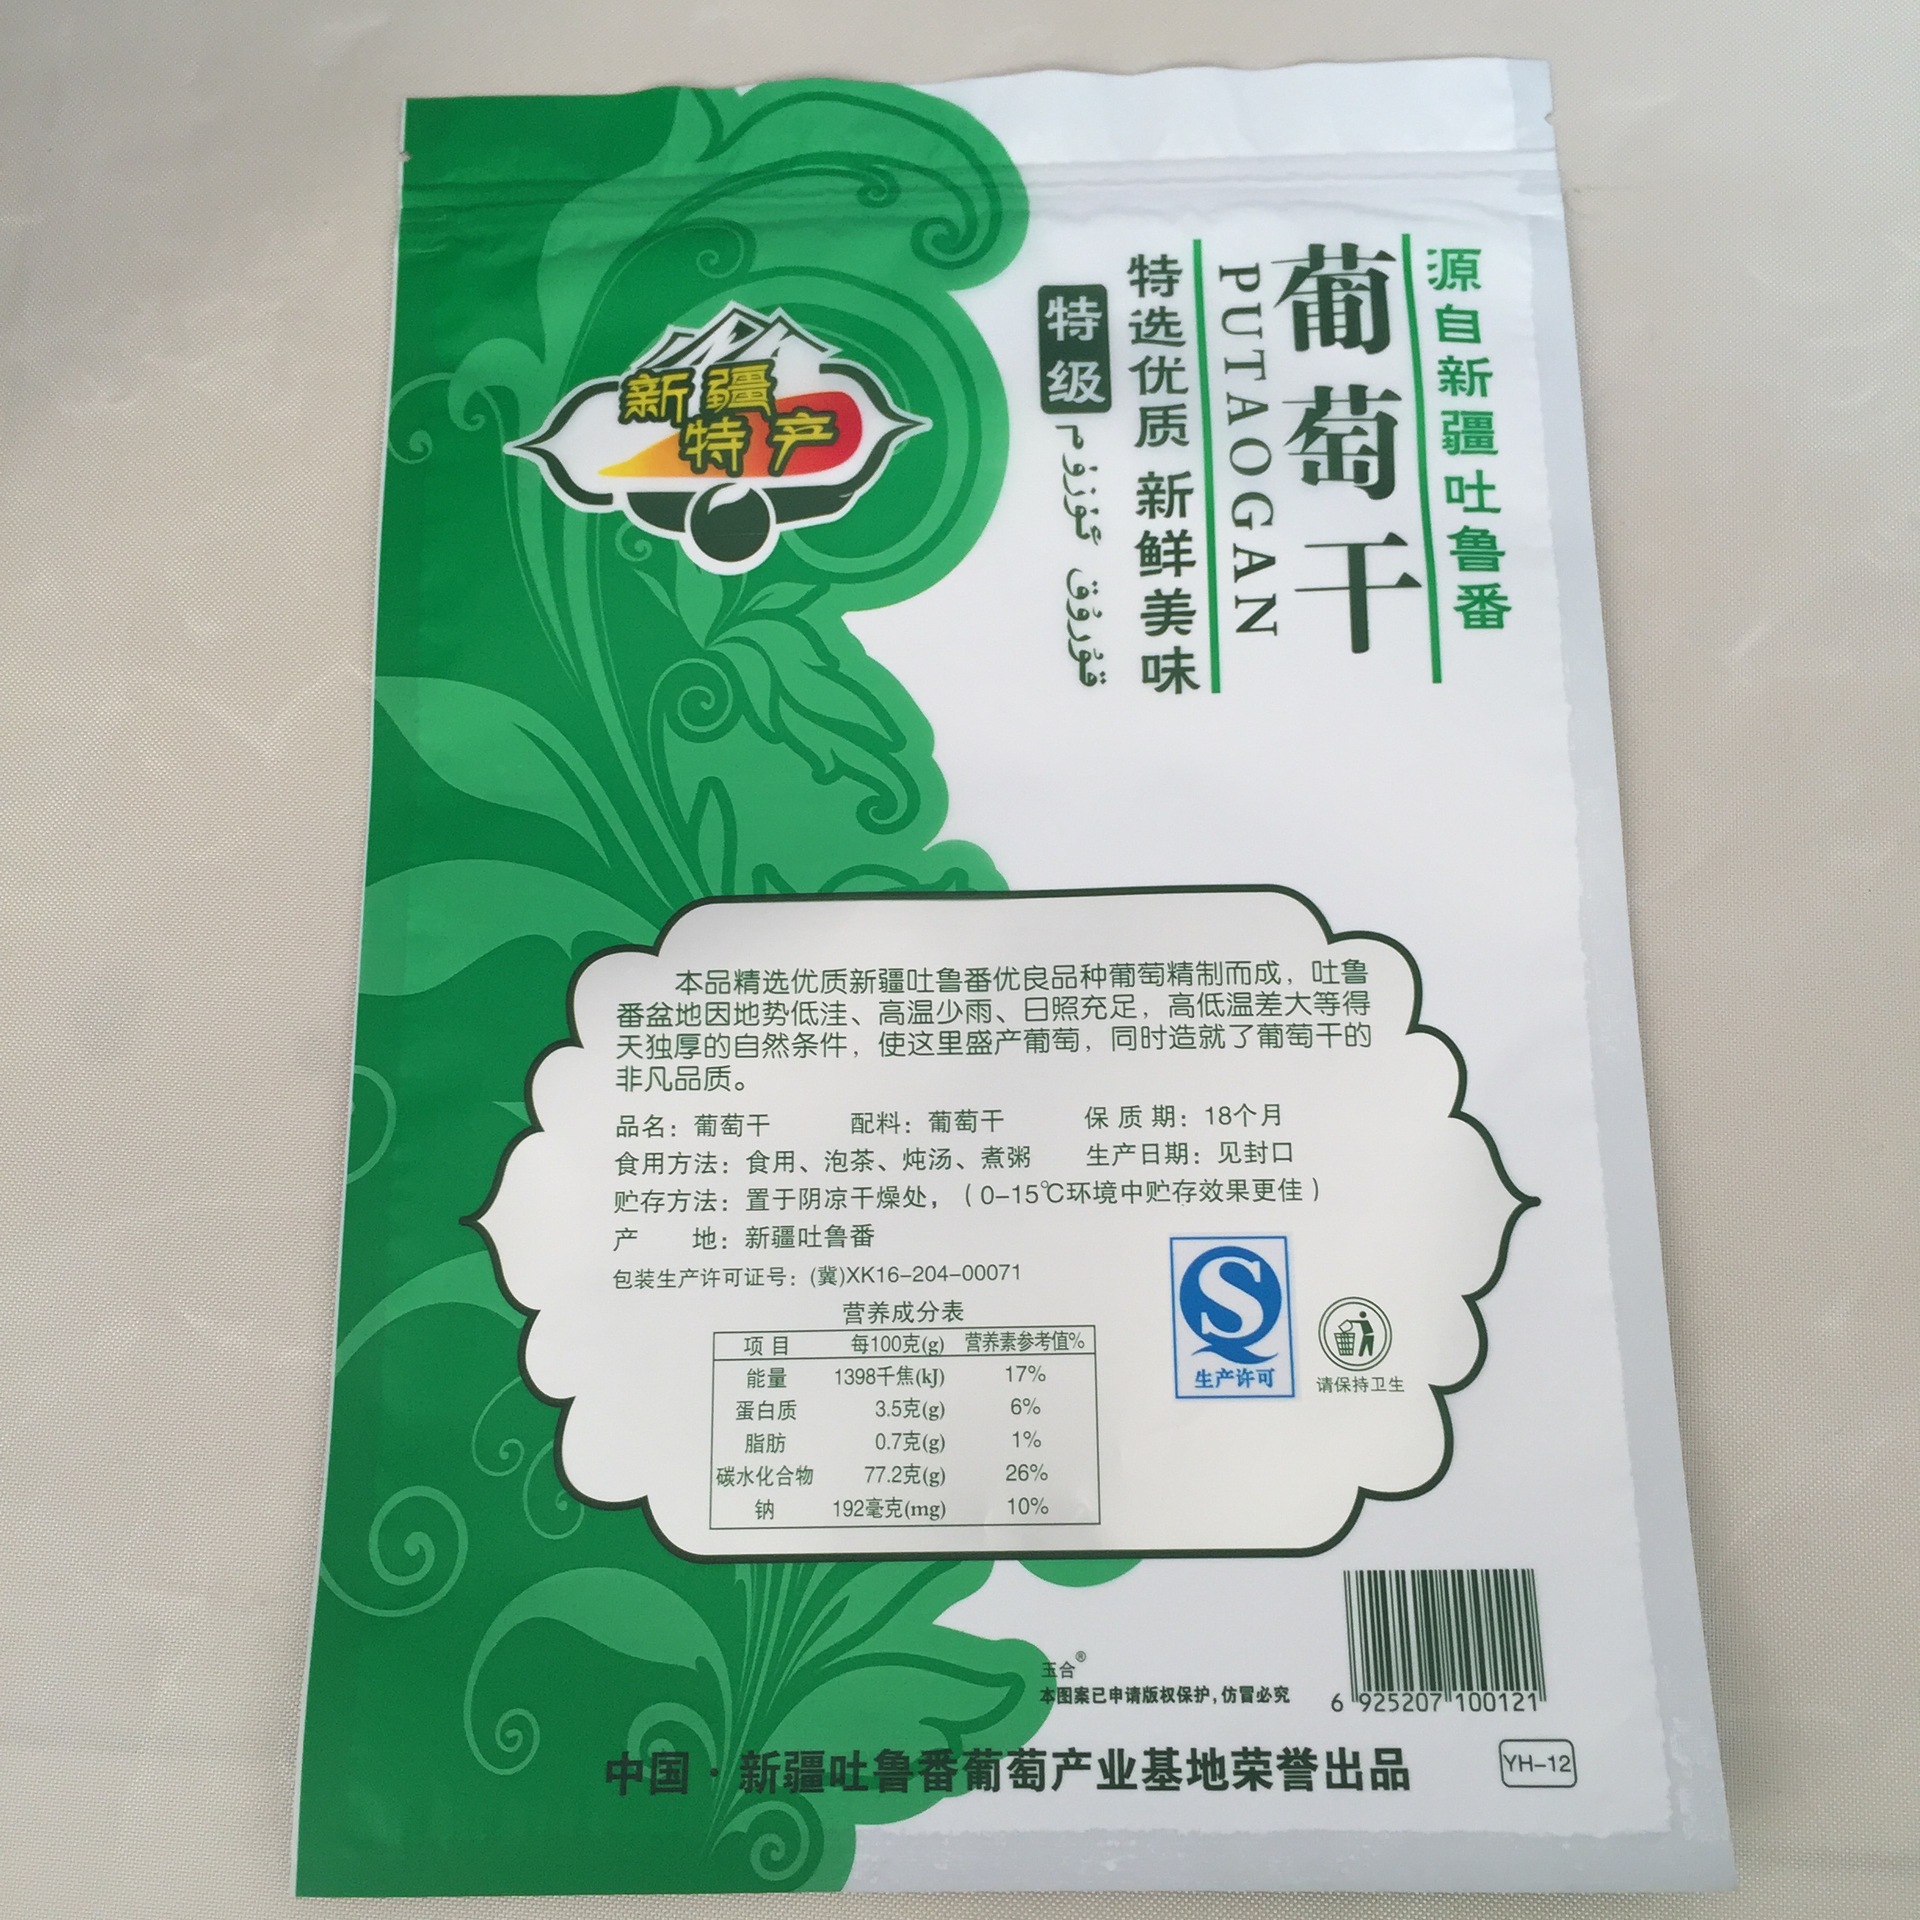 源自新疆吐鲁番
葡萄干
PUTAOGAN
特选优质 新鲜美味
特级
قۇرۇق ئۈزۈم
新疆
特产
本品精选优质新疆吐鲁番优良品种葡萄精制而成，吐鲁
番盆地因地势低洼、高温少雨、日照充足，高低温差大等得
天独厚的自然条件，使这里盛产葡萄，同时造就了葡萄干的
非凡品质。
品名：葡萄干 配料：葡萄干 保质期：18个月
食用方法：食用、泡茶、炖汤、煮粥 生产日期：见封口
贮存方法：置于阴凉干燥处，（0-15℃环境中贮存效果更佳）
产 地：新疆吐鲁番
包装生产许可证号：(冀)XK16-204-00071
营养成分表
项目 每100克(g) 营养素参考值%
能量 1398千焦(kJ) 17%
蛋白质 3.5克(g) 6%
脂肪 0.7克(g) 1%
碳水化合物 77.2克(g) 26%
钠 192毫克(mg) 10%
S
生产许可
请保持卫生
玉合®
本图案已申请版权保护,仿冒必究
6 925207 100121
中国·新疆吐鲁番葡萄产业基地荣誉出品
YH-12